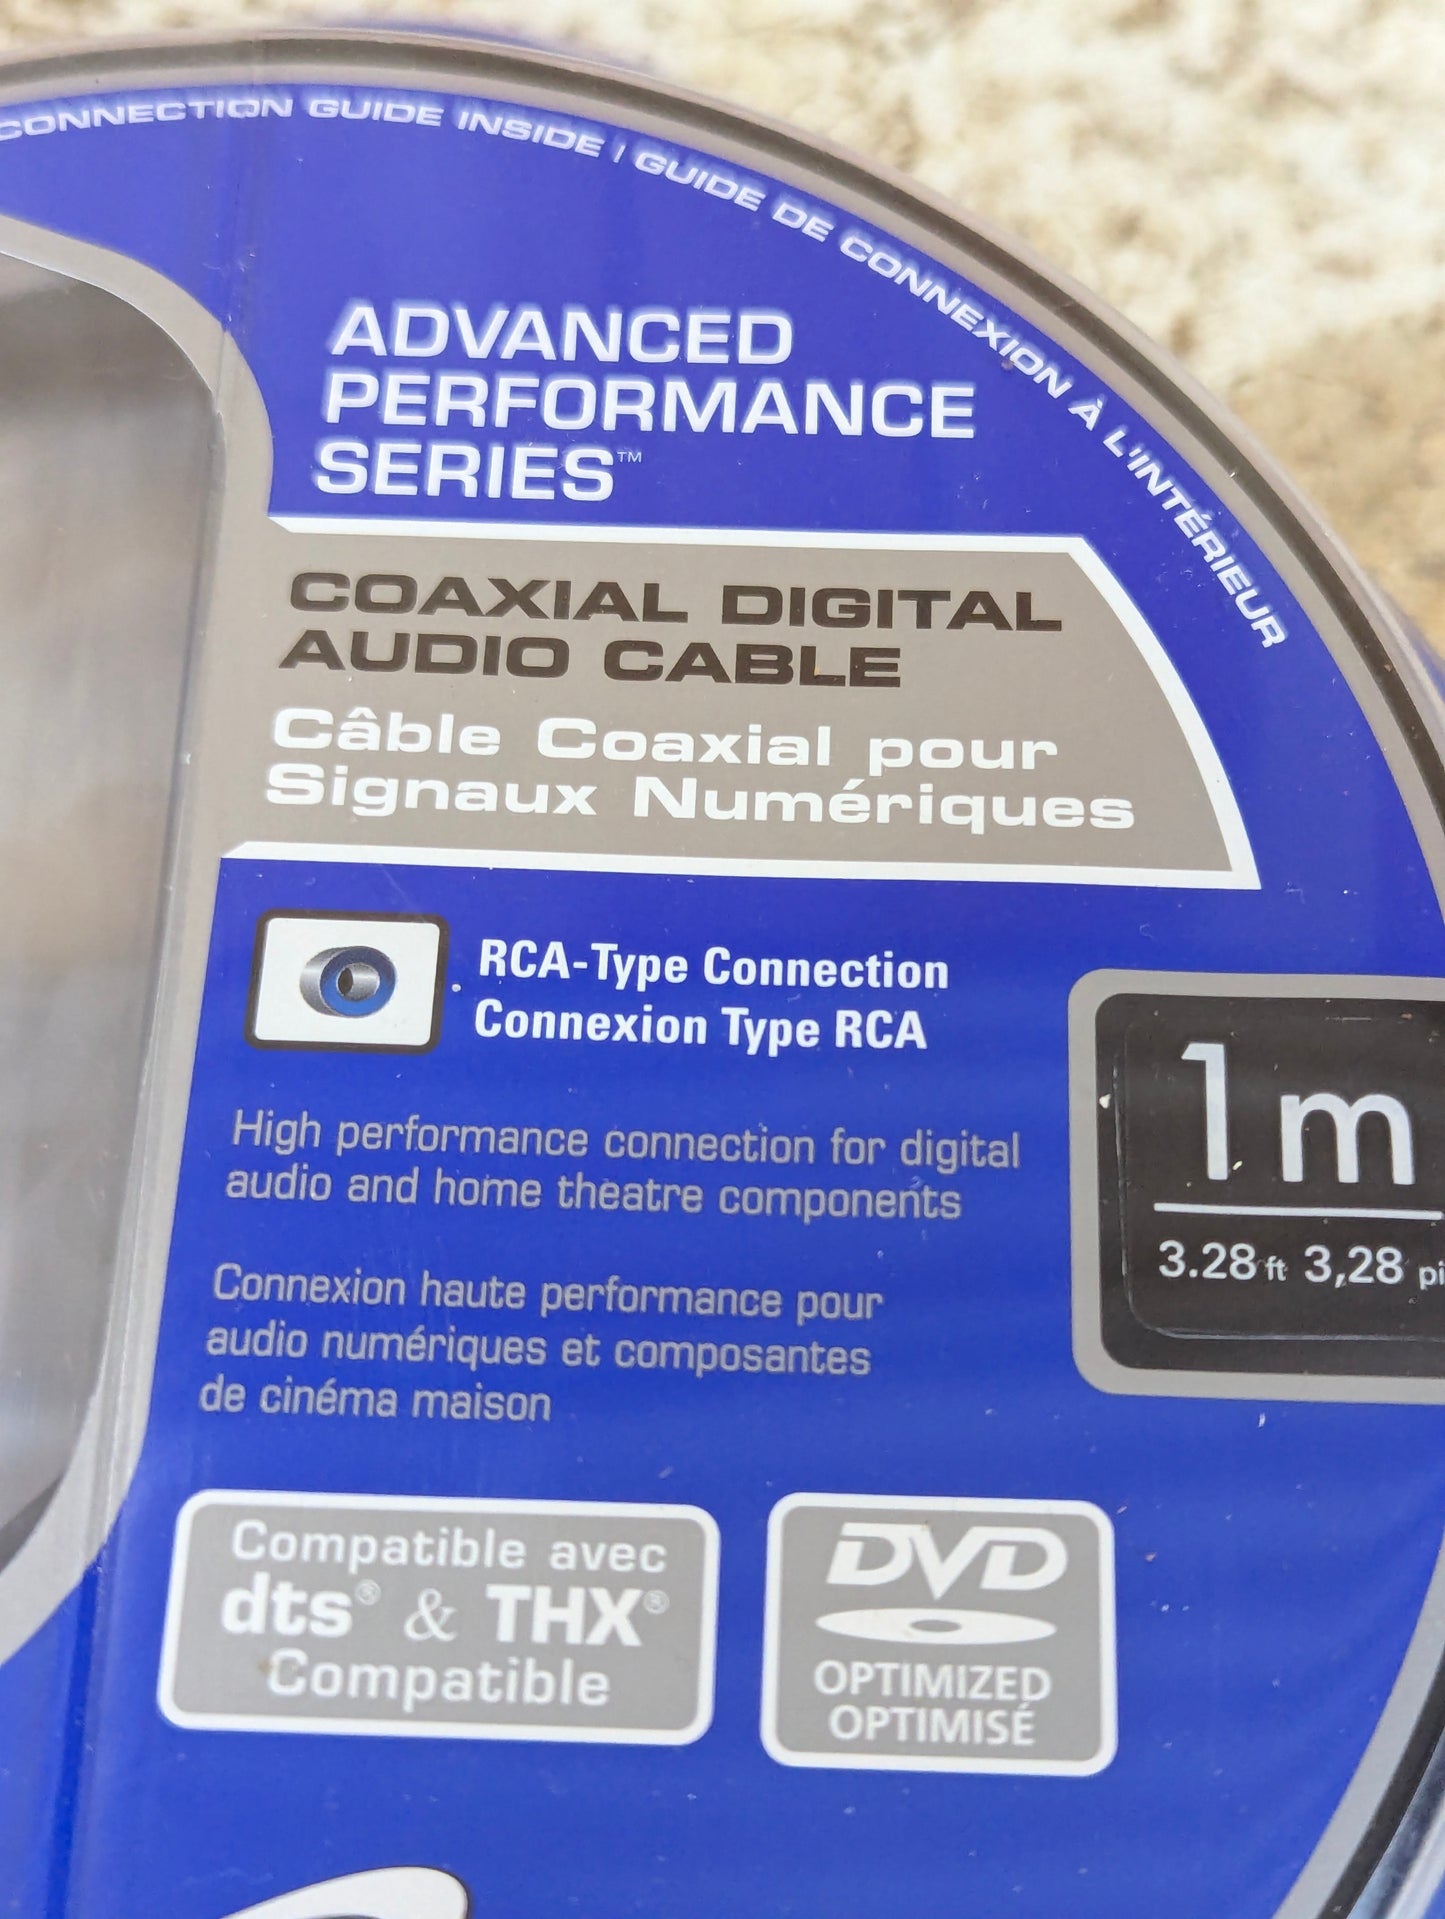 CONNECTION GUIDE INSIDE / GUIDE DE CONNEXION À L'INTÉRIEUR
ADVANCED
PERFORMANCE
SERIES™
COAXIAL DIGITAL
AUDIO CABLE
Câble Coaxial pour
Signaux Numériques
RCA-Type Connection
Connexion Type RCA
1m
3.28 ft 3,28 pi
High performance connection for digital
audio and home theatre components
Connexion haute performance pour
audio numériques et composantes
de cinéma maison
Compatible avec
dts® & THX®
Compatible
DVD
OPTIMIZED
OPTIMISÉ